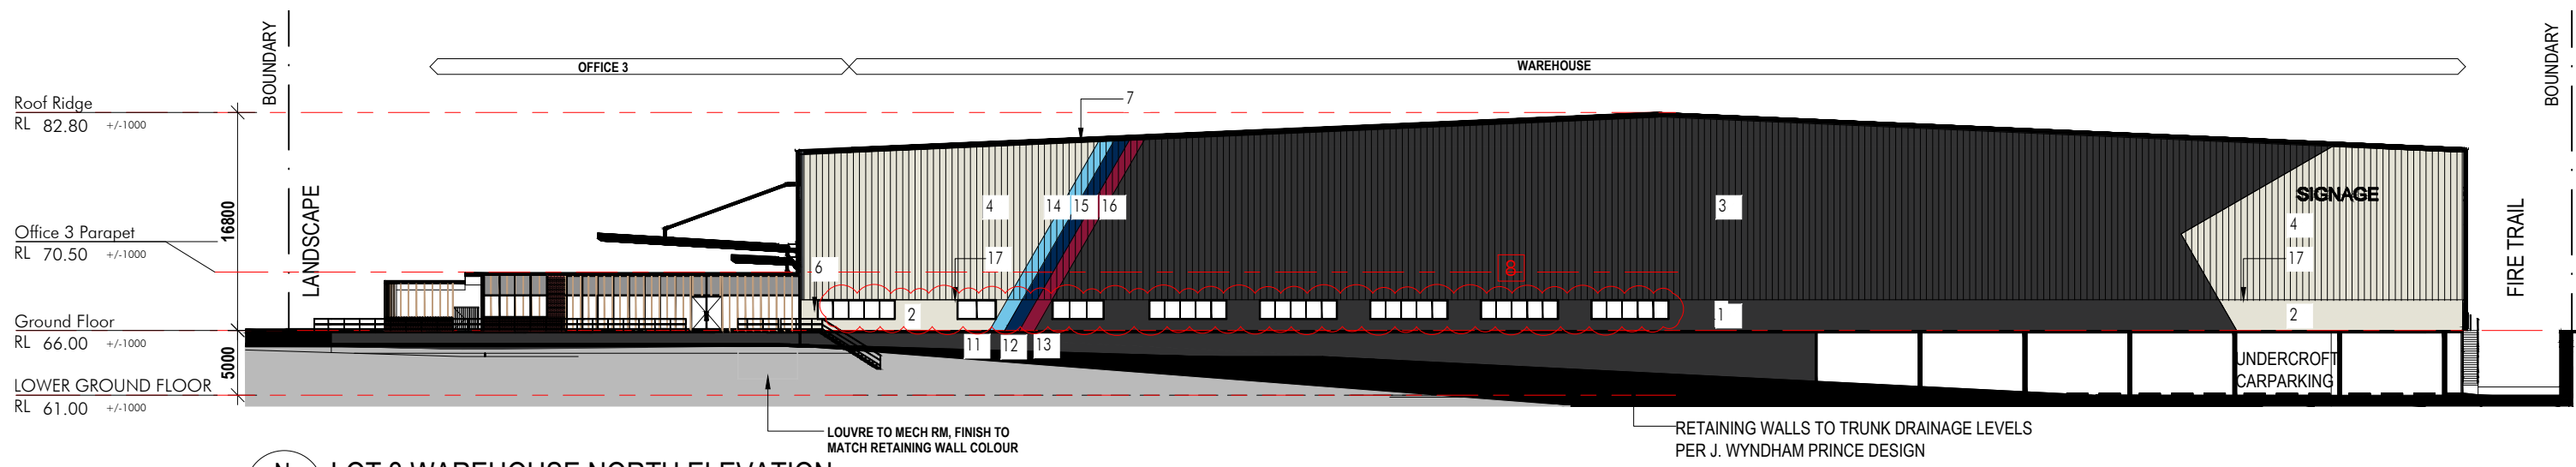 BOUNDARY
BOUNDARY
OFFICE 3
WAREHOUSE
Roof Ridge
RL 82.80 +/-1000
7
16800
LANDSCAPE
SIGNAGE
4
14
15
16
3
4
FIRE TRAIL
Office 3 Parapet
RL 70.50 +/-1000
6
17
8
17
2
1
2
Ground Floor
RL 66.00 +/-1000
11
12
13
5000
UNDERCROFT
CARPARKING
LOWER GROUND FLOOR
RL 61.00 +/-1000
LOUVRE TO MECH RM, FINISH TO
MATCH RETAINING WALL COLOUR
RETAINING WALLS TO TRUNK DRAINAGE LEVELS
PER J. WYNDHAM PRINCE DESIGN
WAREHOUSE NORTH ELEVATION